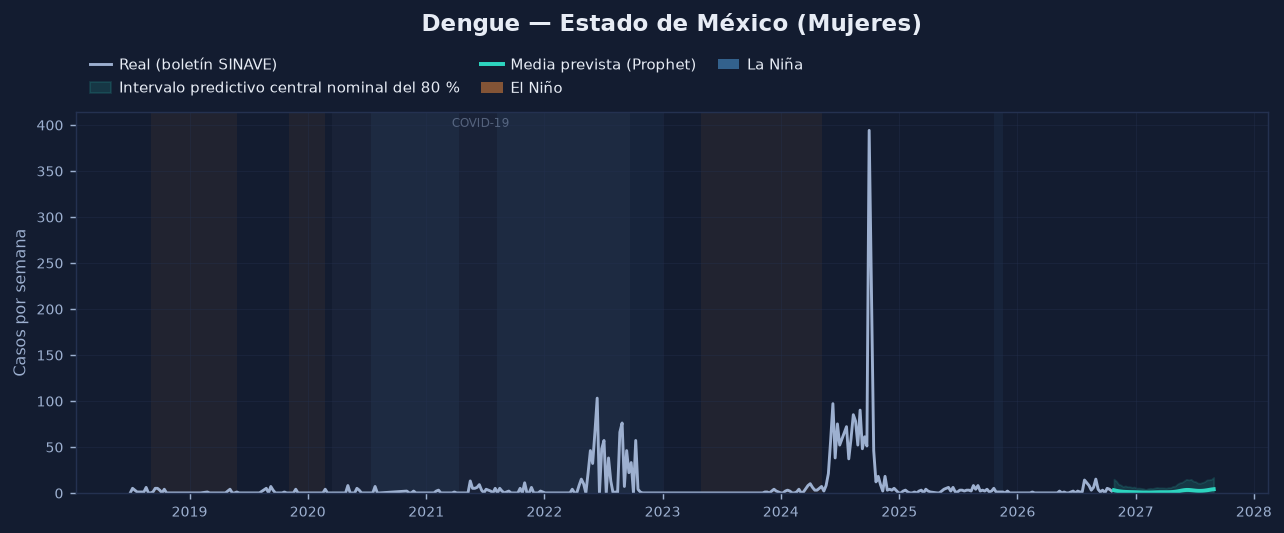 Dengue — Estado de México (Mujeres)
Real (boletín SINAVE)
Intervalo predictivo central nominal del 80 %
Media prevista (Prophet)
El Niño
La Niña
COVID-19
Casos por semana
400
350
300
250
200
150
100
50
0
2019 2020 2021 2022 2023 2024 2025 2026 2027 2028